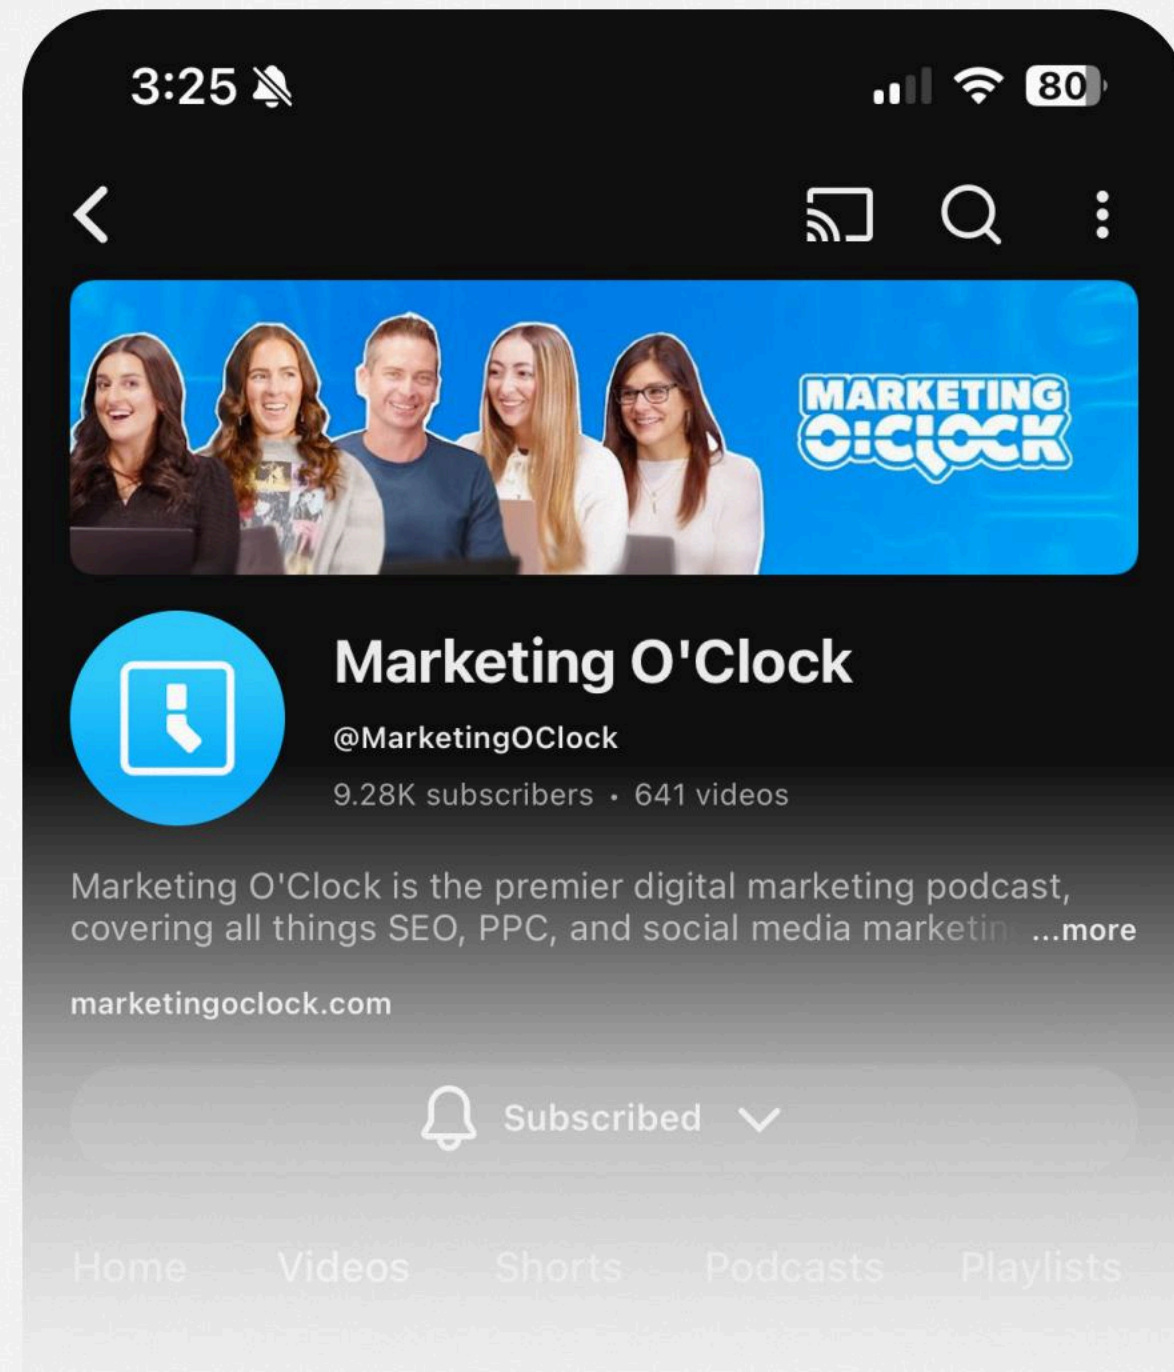 3:25
80
MARKETING
O'CLOCK
Marketing O'Clock
@MarketingOClock
9.28K subscribers • 641 videos
Marketing O'Clock is the premier digital marketing podcast,
covering all things SEO, PPC, and social media marketin ...more
marketingoclock.com
Subscribed
Home Videos Shorts Podcasts Playlists